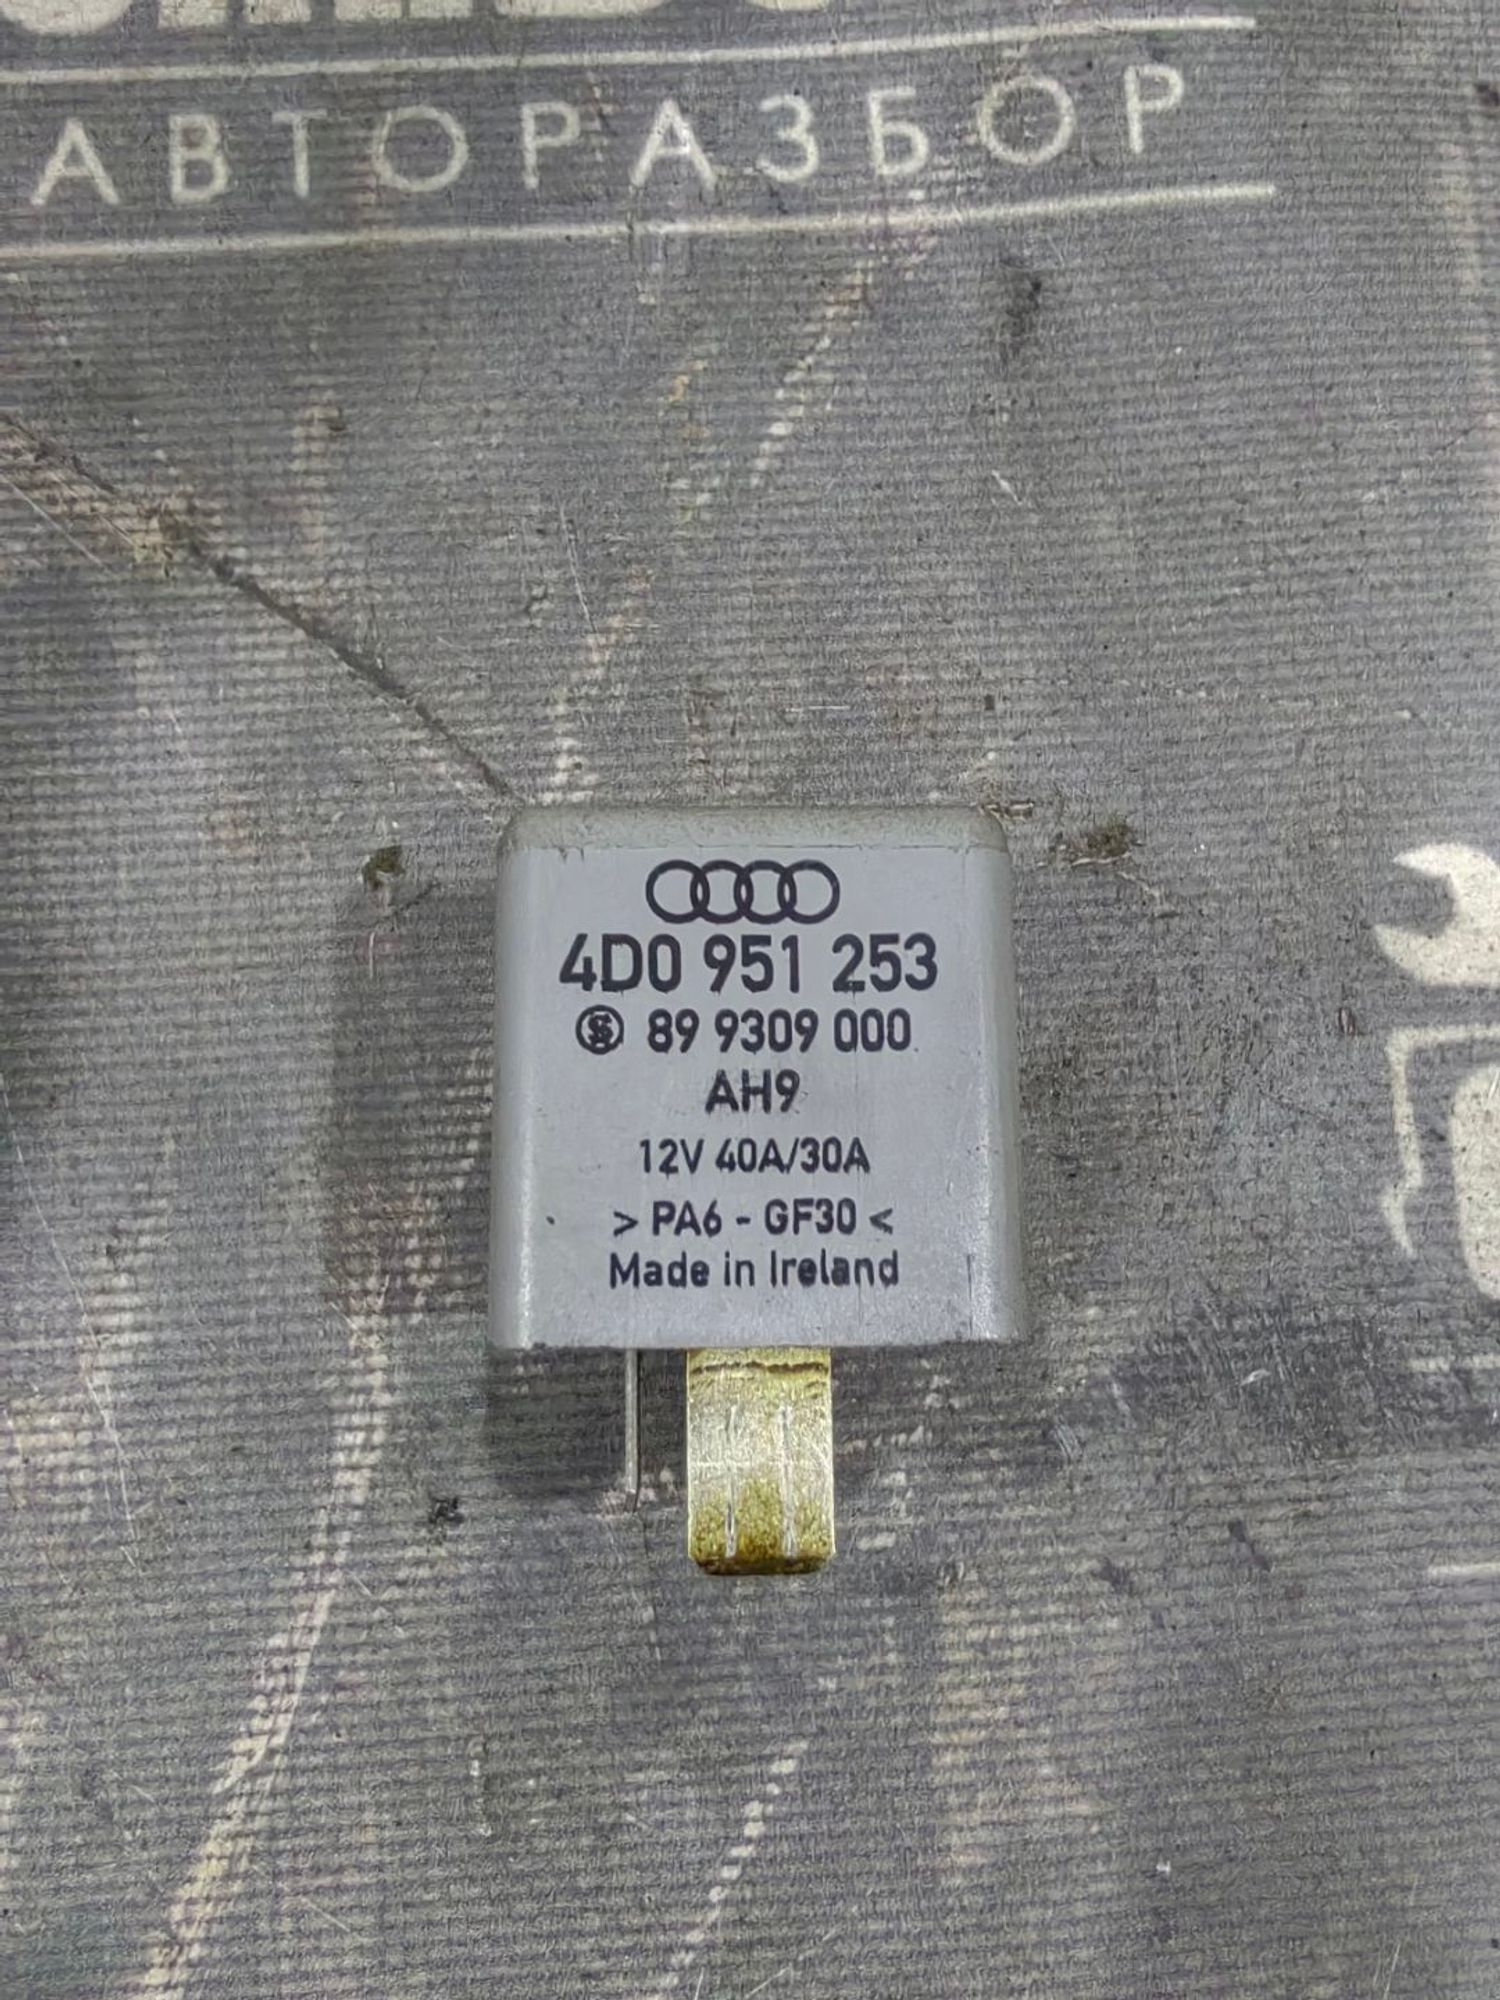 АВТОРАЗБОР
4D0 951 253
89 9309 000
AH9
12V 40A/30A
> PA6 - GF30 <
Made in Ireland